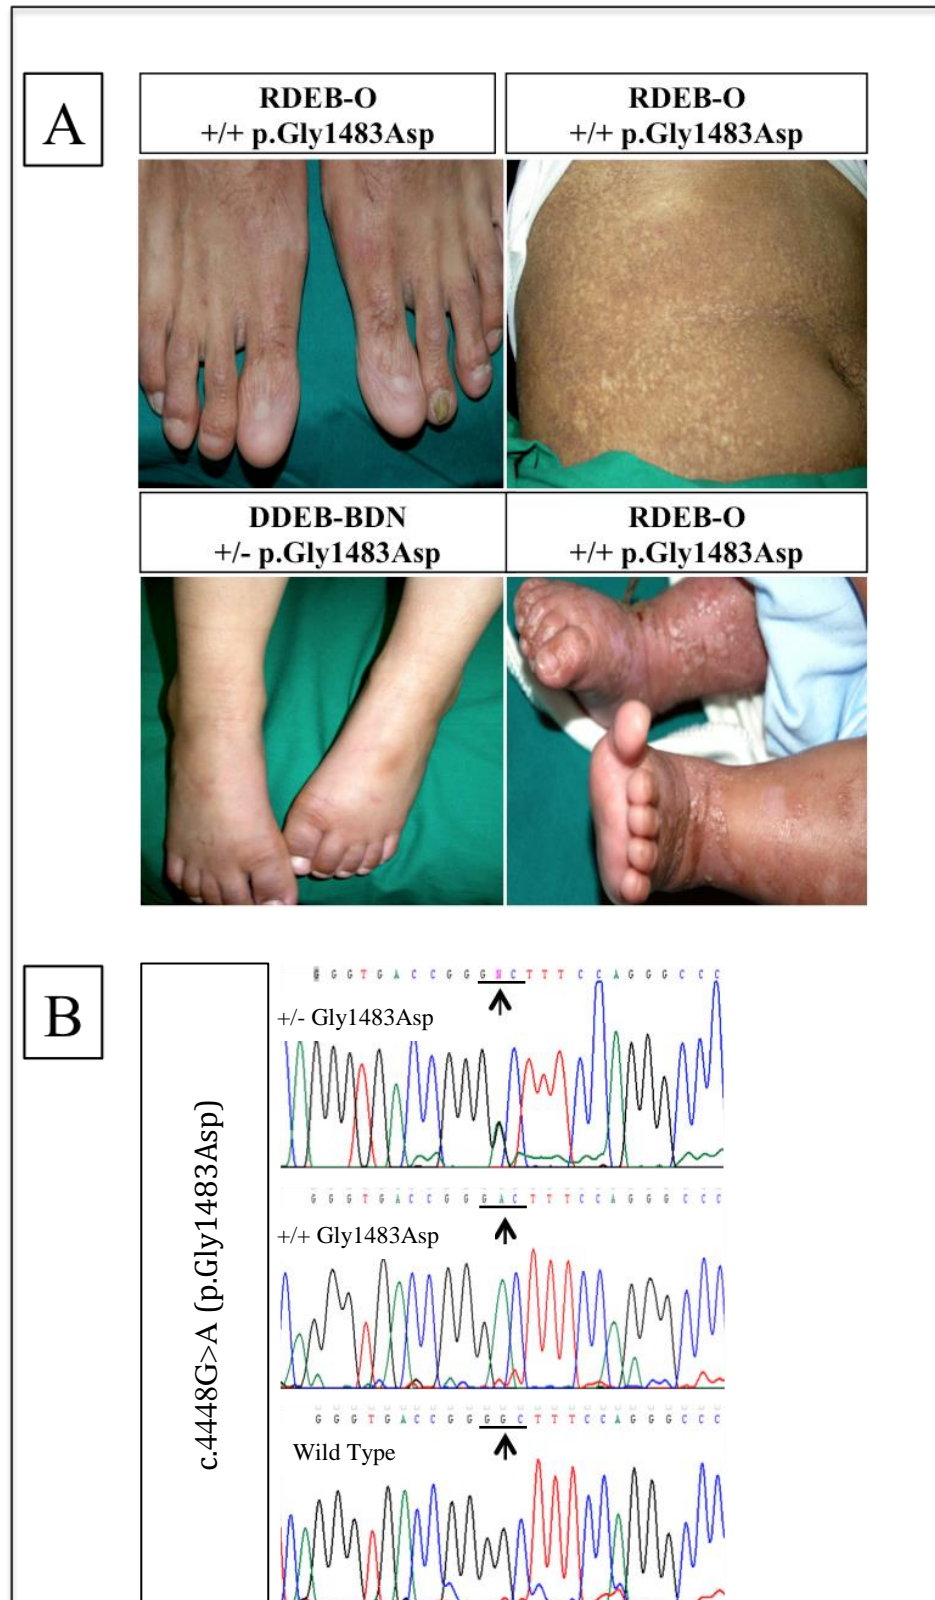 A
RDEB-O
+/+ p.Gly1483Asp
RDEB-O
+/+ p.Gly1483Asp
DDEB-BDN
+/- p.Gly1483Asp
RDEB-O
+/+ p.Gly1483Asp
B
c.4448G>A (p.Gly1483Asp)
G G G T G A C C G G G N C T T T C C A G G G C C C
+/- Gly1483Asp
G G G T G A C C G G G A C T T T C C A G G G C C C
+/+ Gly1483Asp
G G G T G A C C G G G G C T T T C C A G G G C C C
Wild Type